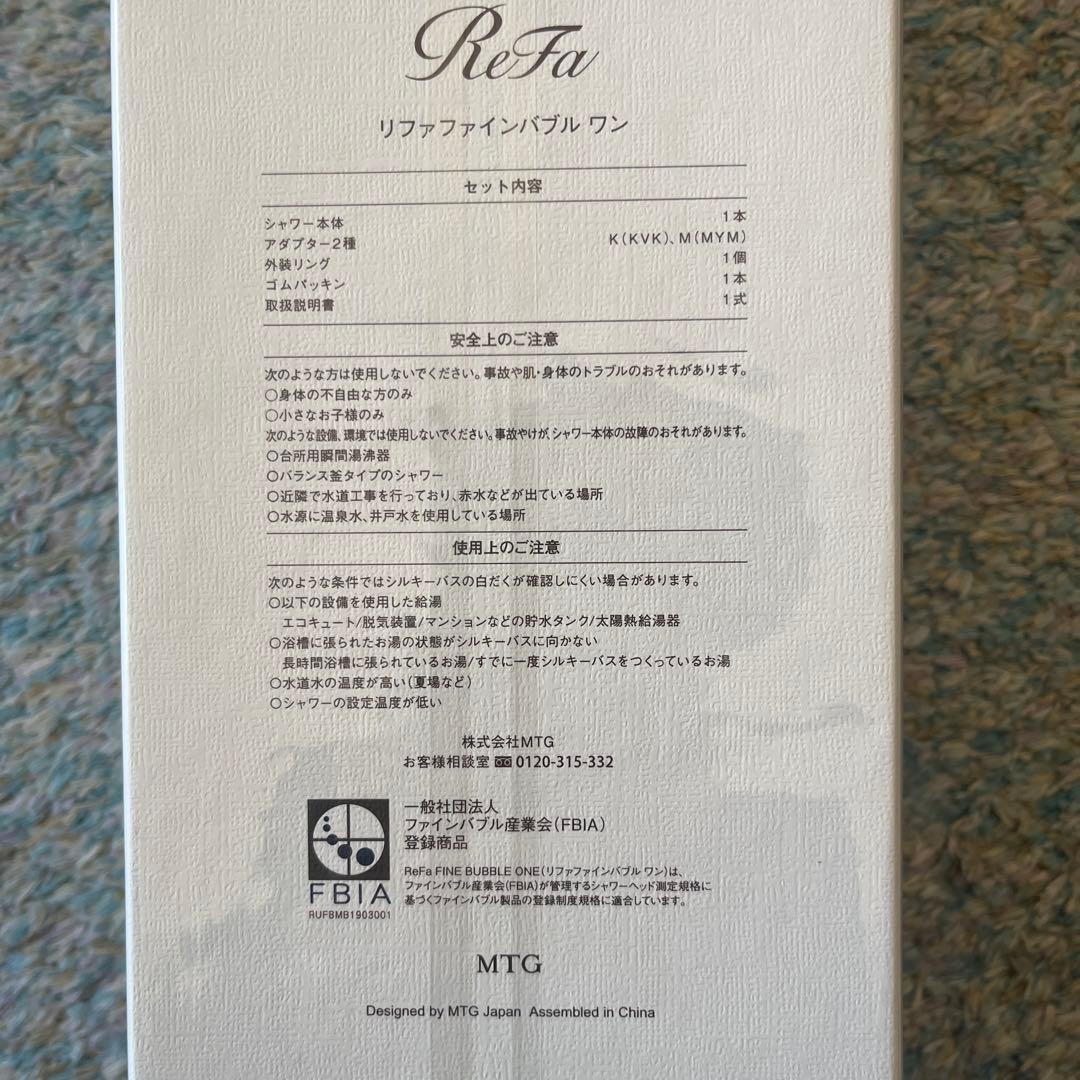 ReFa
リファファインバブル ワン
セット内容
シャワー本体 1本
アダプター2種 K(KVK)、M(MYM)
外装リング 1個
ゴムパッキン 1本
取扱説明書 1式
安全上のご注意
次のような方は使用しないでください。事故や肌・身体のトラブルのおそれがあります。
○身体の不自由な方のみ
○小さなお子様のみ
次のような設備、環境では使用しないでください。事故やけが、シャワー本体の故障のおそれがあります。
○台所用瞬間湯沸器
○バランス釜タイプのシャワー
○近隣で水道工事を行っており、赤水などが出ている場所
○水源に温泉水、井戸水を使用している場所
使用上のご注意
次のような条件ではシルキーバスの白だくが確認しにくい場合があります。
○以下の設備を使用した給湯
エコキュート/脱気装置/マンションなどの貯水タンク/太陽熱給湯器
○浴槽に張られたお湯の状態がシルキーバスに向かない
長時間浴槽に張られているお湯/すでに一度シルキーバスをつくっているお湯
○水道水の温度が高い(夏場など)
○シャワーの設定温度が低い
株式会社MTG
お客様相談室 0120-315-332
一般社団法人
ファインバブル産業会(FBIA)
登録商品
ReFa FINE BUBBLE ONE(リファファインバブル ワン)は、
ファインバブル産業会(FBIA)が管理するシャワーヘッド測定規格に
基づくファインバブル製品の登録制度規格に適合しています。
FBIA
RUFBMB1903001
MTG
Designed by MTG Japan Assembled in China